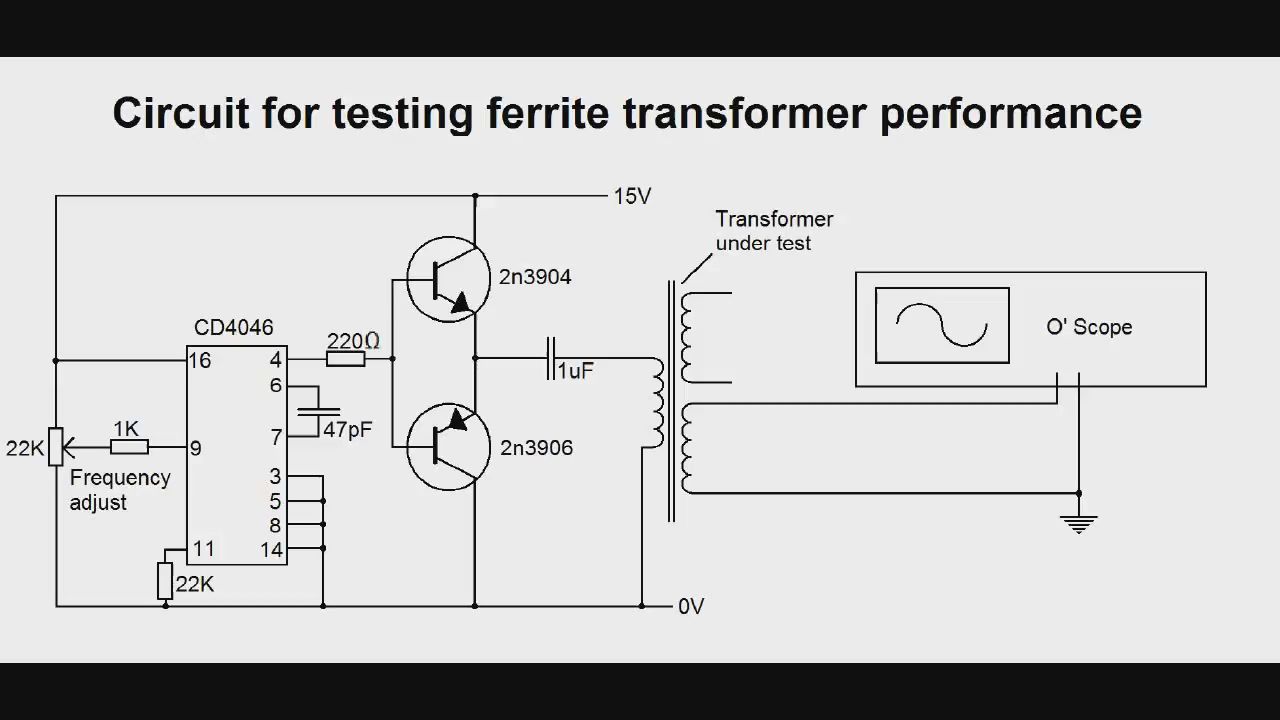 Circuit for testing ferrite transformer performance
15V
Transformer
under test
2n3904
CD4046
O' Scope
220Ω
16
4
1uF
6
1K
47pF
22K
9
7
2n3906
Frequency
adjust
3
5
8
11
14
22K
0V